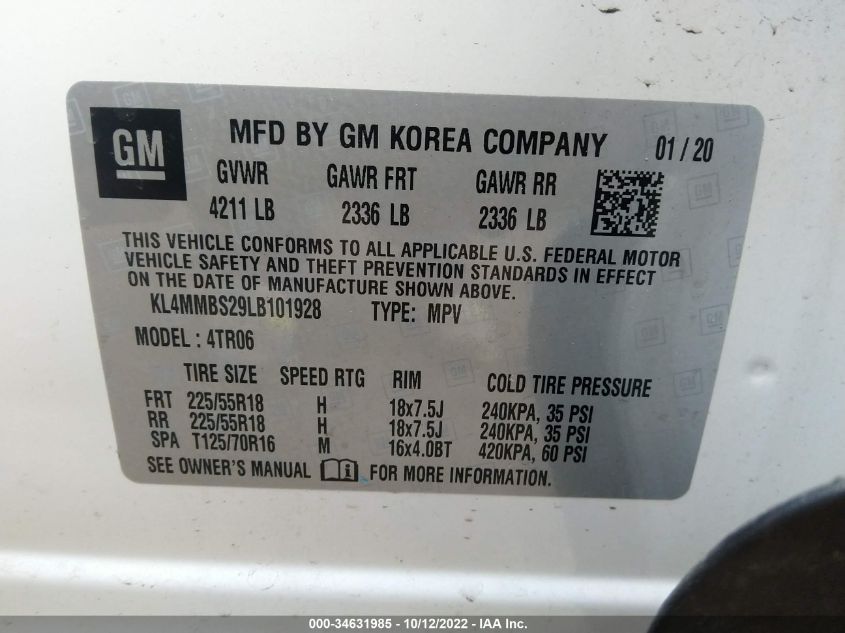 GM
MFD BY GM KOREA COMPANY 01 / 20
GVWR GAWR FRT GAWR RR
4211 LB 2336 LB 2336 LB
THIS VEHICLE CONFORMS TO ALL APPLICABLE U.S. FEDERAL MOTOR
VEHICLE SAFETY AND THEFT PREVENTION STANDARDS IN EFFECT
ON THE DATE OF MANUFACTURE SHOWN ABOVE.
KL4MMBS29LB101928 TYPE: MPV
MODEL : 4TR06
TIRE SIZE SPEED RTG RIM COLD TIRE PRESSURE
FRT 225/55R18 H 18x7.5J 240KPA, 35 PSI
RR 225/55R18 H 18x7.5J 240KPA, 35 PSI
SPA T125/70R16 M 16x4.0BT 420KPA, 60 PSI
SEE OWNER'S MANUAL FOR MORE INFORMATION.
000-34631985 - 10/12/2022 - IAA Inc.